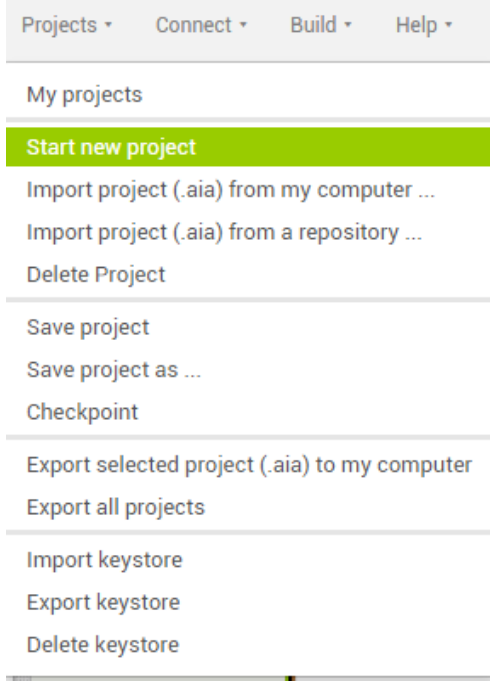 Projects Connect Build Help
My projects
Start new project
Import project (.aia) from my computer ...
Import project (.aia) from a repository ...
Delete Project
Save project
Save project as ...
Checkpoint
Export selected project (.aia) to my computer
Export all projects
Import keystore
Export keystore
Delete keystore